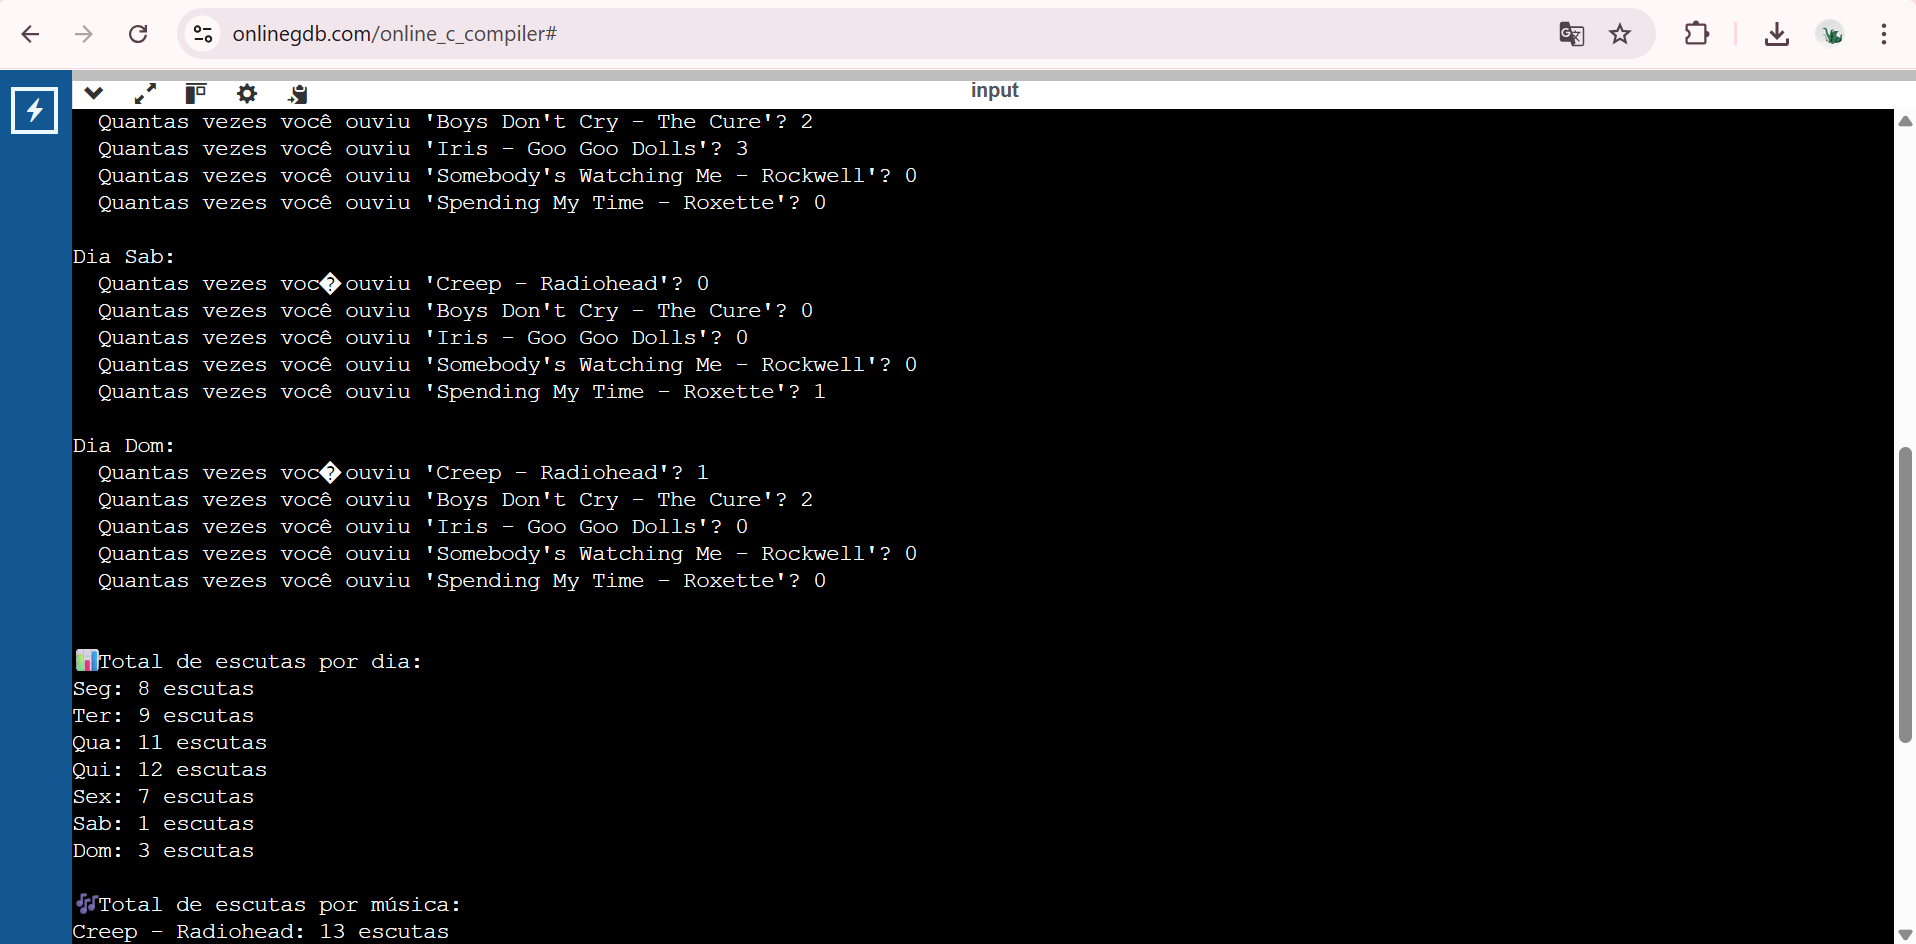 onlinegdb.com/online_c_compiler#
input
Quantas vezes você ouviu 'Boys Don't Cry - The Cure'? 2
Quantas vezes você ouviu 'Iris - Goo Goo Dolls'? 3
Quantas vezes você ouviu 'Somebody's Watching Me - Rockwell'? 0
Quantas vezes você ouviu 'Spending My Time - Roxette'? 0
Dia Sab:
Quantas vezes voc� ouviu 'Creep - Radiohead'? 0
Quantas vezes você ouviu 'Boys Don't Cry - The Cure'? 0
Quantas vezes você ouviu 'Iris - Goo Goo Dolls'? 0
Quantas vezes você ouviu 'Somebody's Watching Me - Rockwell'? 0
Quantas vezes você ouviu 'Spending My Time - Roxette'? 1
Dia Dom:
Quantas vezes voc� ouviu 'Creep - Radiohead'? 1
Quantas vezes você ouviu 'Boys Don't Cry - The Cure'? 2
Quantas vezes você ouviu 'Iris - Goo Goo Dolls'? 0
Quantas vezes você ouviu 'Somebody's Watching Me - Rockwell'? 0
Quantas vezes você ouviu 'Spending My Time - Roxette'? 0
📊Total de escutas por dia:
Seg: 8 escutas
Ter: 9 escutas
Qua: 11 escutas
Qui: 12 escutas
Sex: 7 escutas
Sab: 1 escutas
Dom: 3 escutas
🎶Total de escutas por música:
Creep - Radiohead: 13 escutas